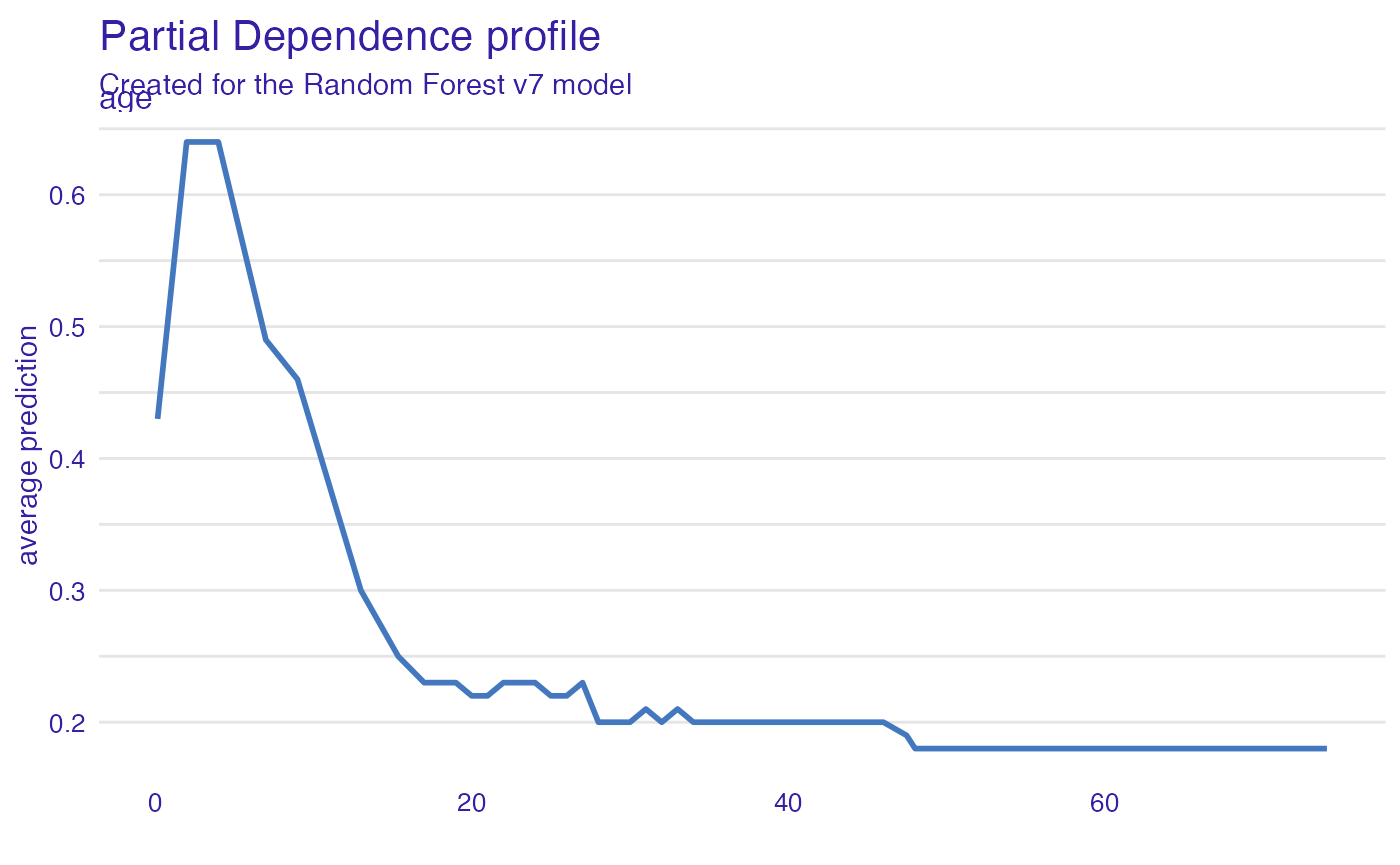 Partial Dependence profile
Created for the Random Forest v7 model
age
average prediction
0.6
0.5
0.4
0.3
0.2
0 20 40 60